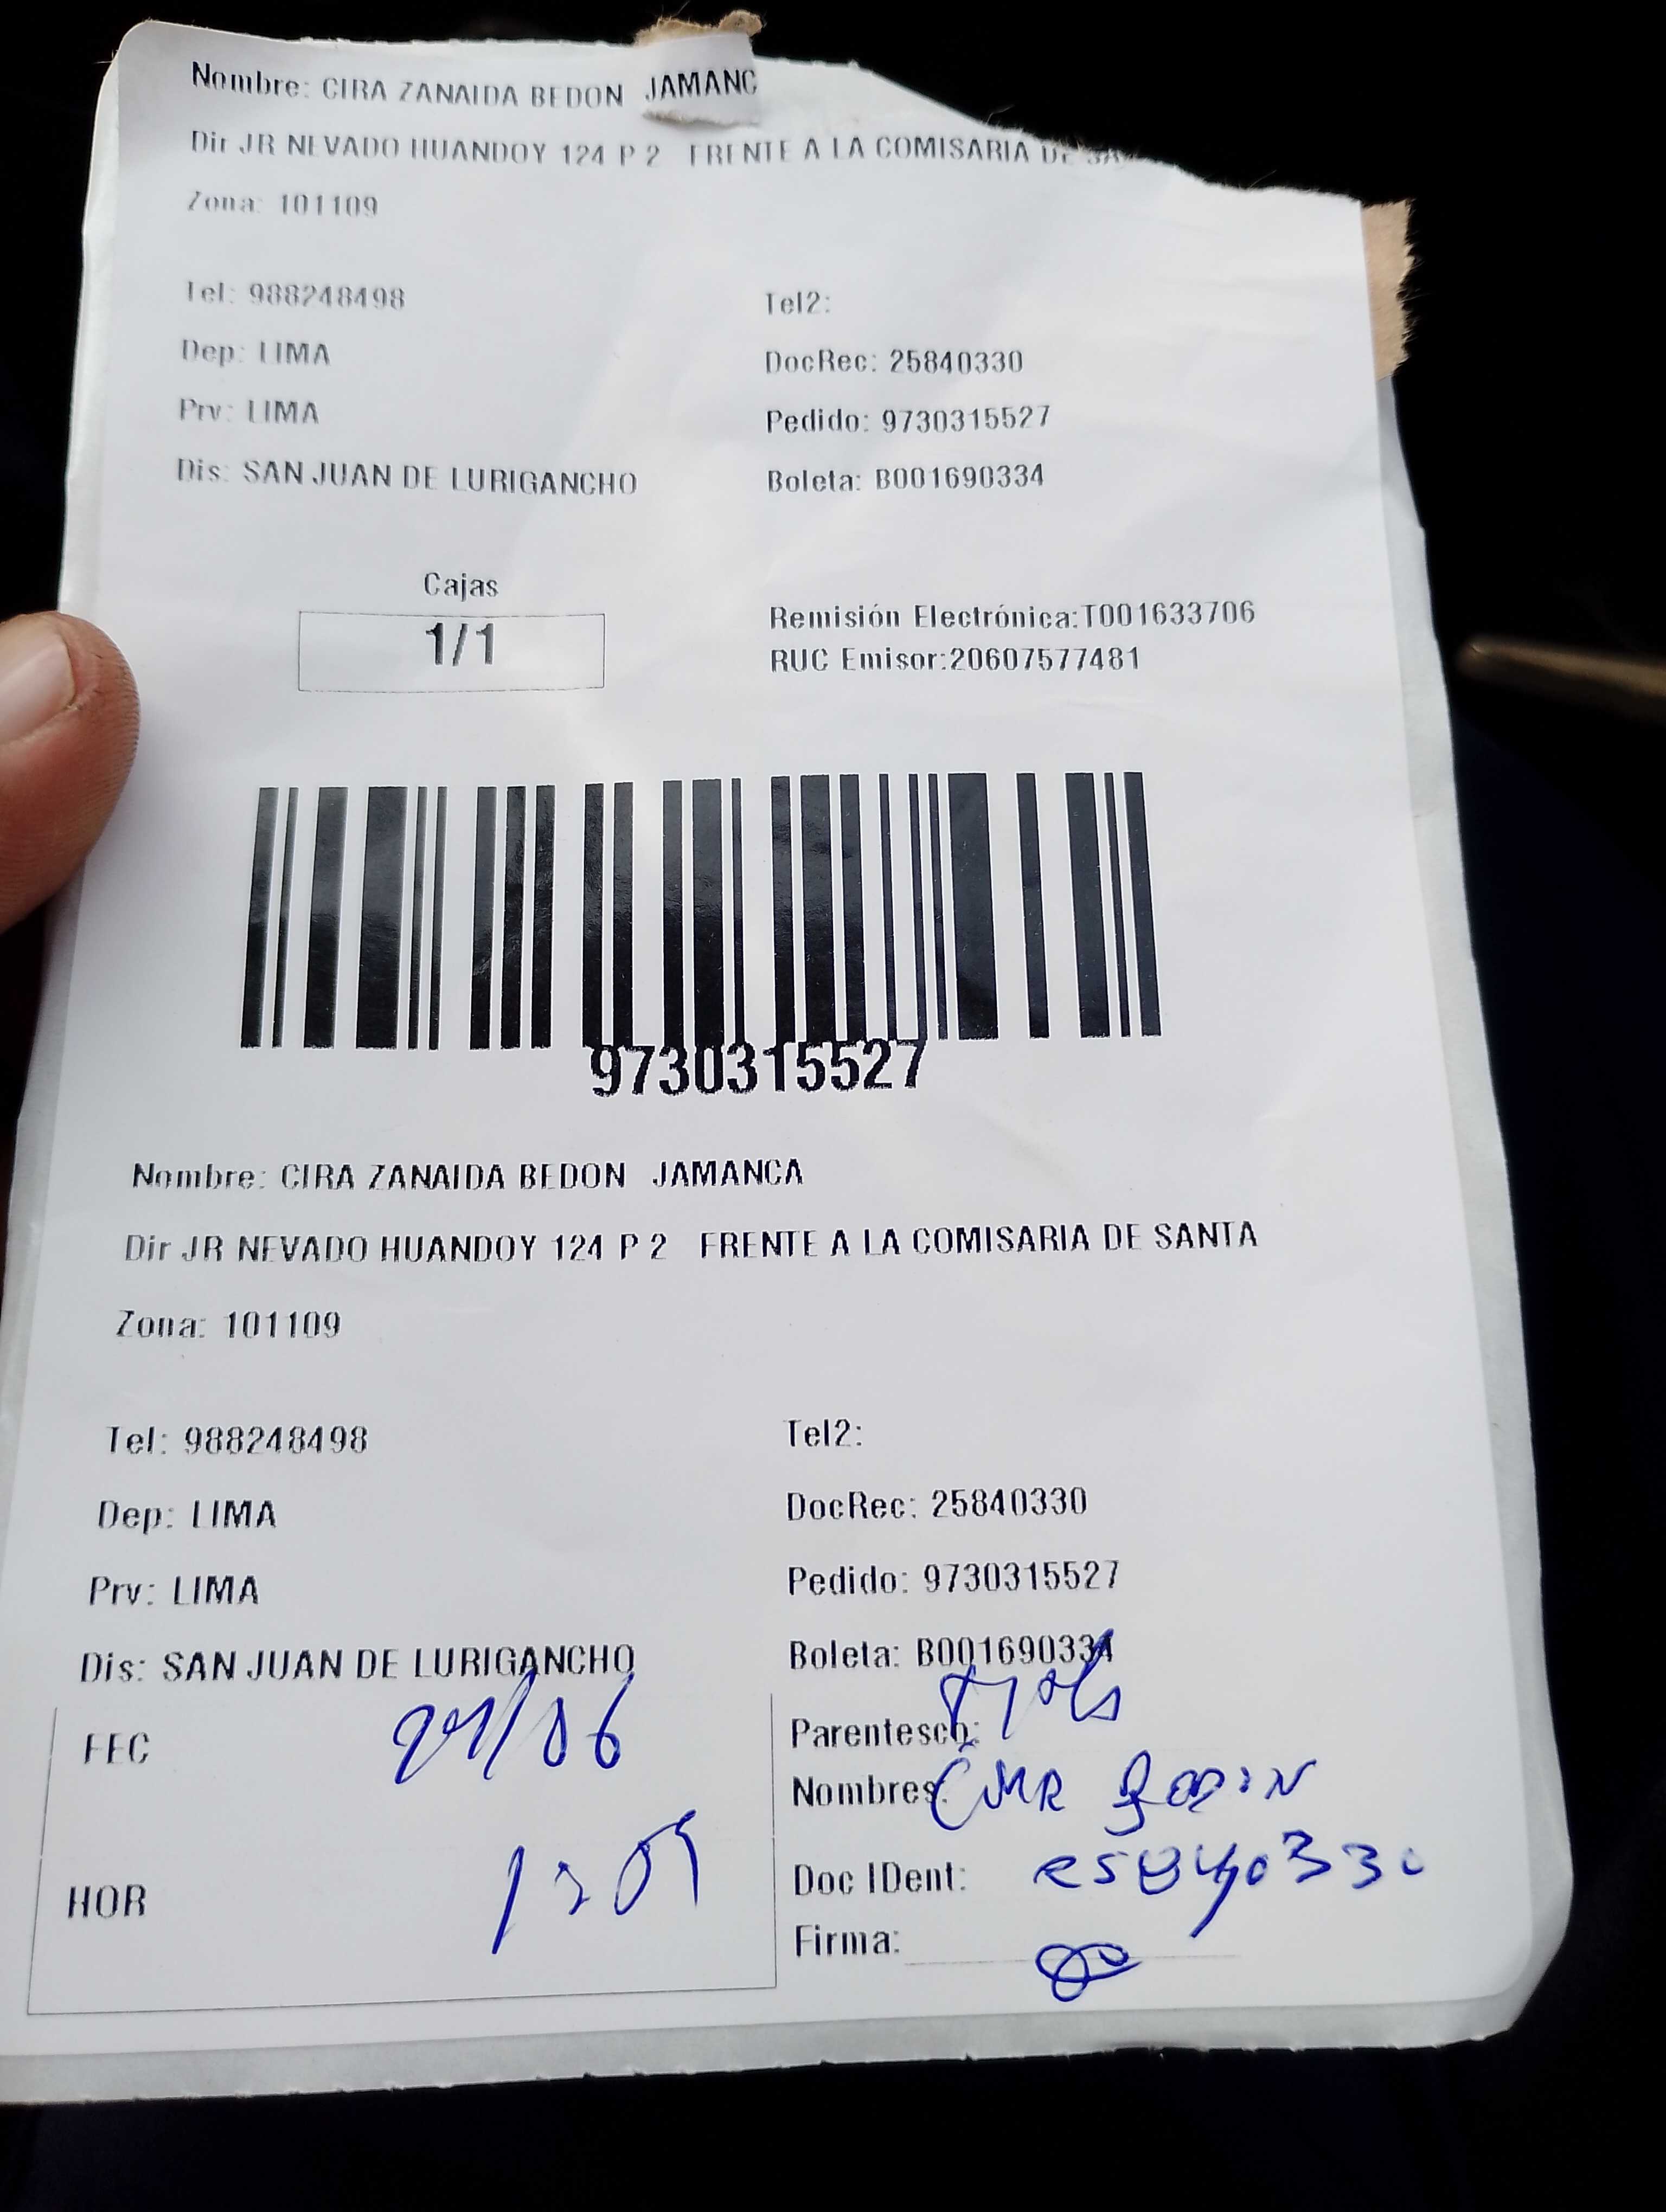 Nombre: CIRA ZANAIDA BEDON JAMANC
Dir JR NEVADO HUANDOY 124 P 2 FRENTE A LA COMISARIA DE
Zona: 101109
Tel: 988248498 Tel2:
Dep: LIMA DocRec: 25840330
Prv: LIMA Pedido: 9730315527
Dis: SAN JUAN DE LURIGANCHO Boleta: B001690334
Cajas
1/1
Remisión Electrónica:T001633706
RUC Emisor:20607577481
9730315527
Nombre: CIRA ZANAIDA BEDON JAMANCA
Dir JR NEVADO HUANDOY 124 P 2 FRENTE A LA COMISARIA DE SANTA
Zona: 101109
Tel: 988248498 Tel2:
Dep: LIMA DocRec: 25840330
Prv: LIMA Pedido: 9730315527
Dis: SAN JUAN DE LURIGANCHO Boleta: B001690334
FEC Parentesco:
Nombres:
HOR Doc IDent: 25840330
Firma: